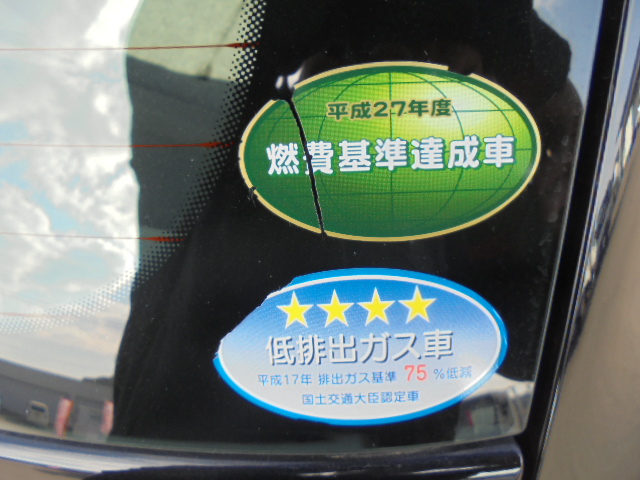 平成27年度
燃費基準達成車
低排出ガス車
平成17年 排出ガス基準 75 %低減
国土交通大臣認定車